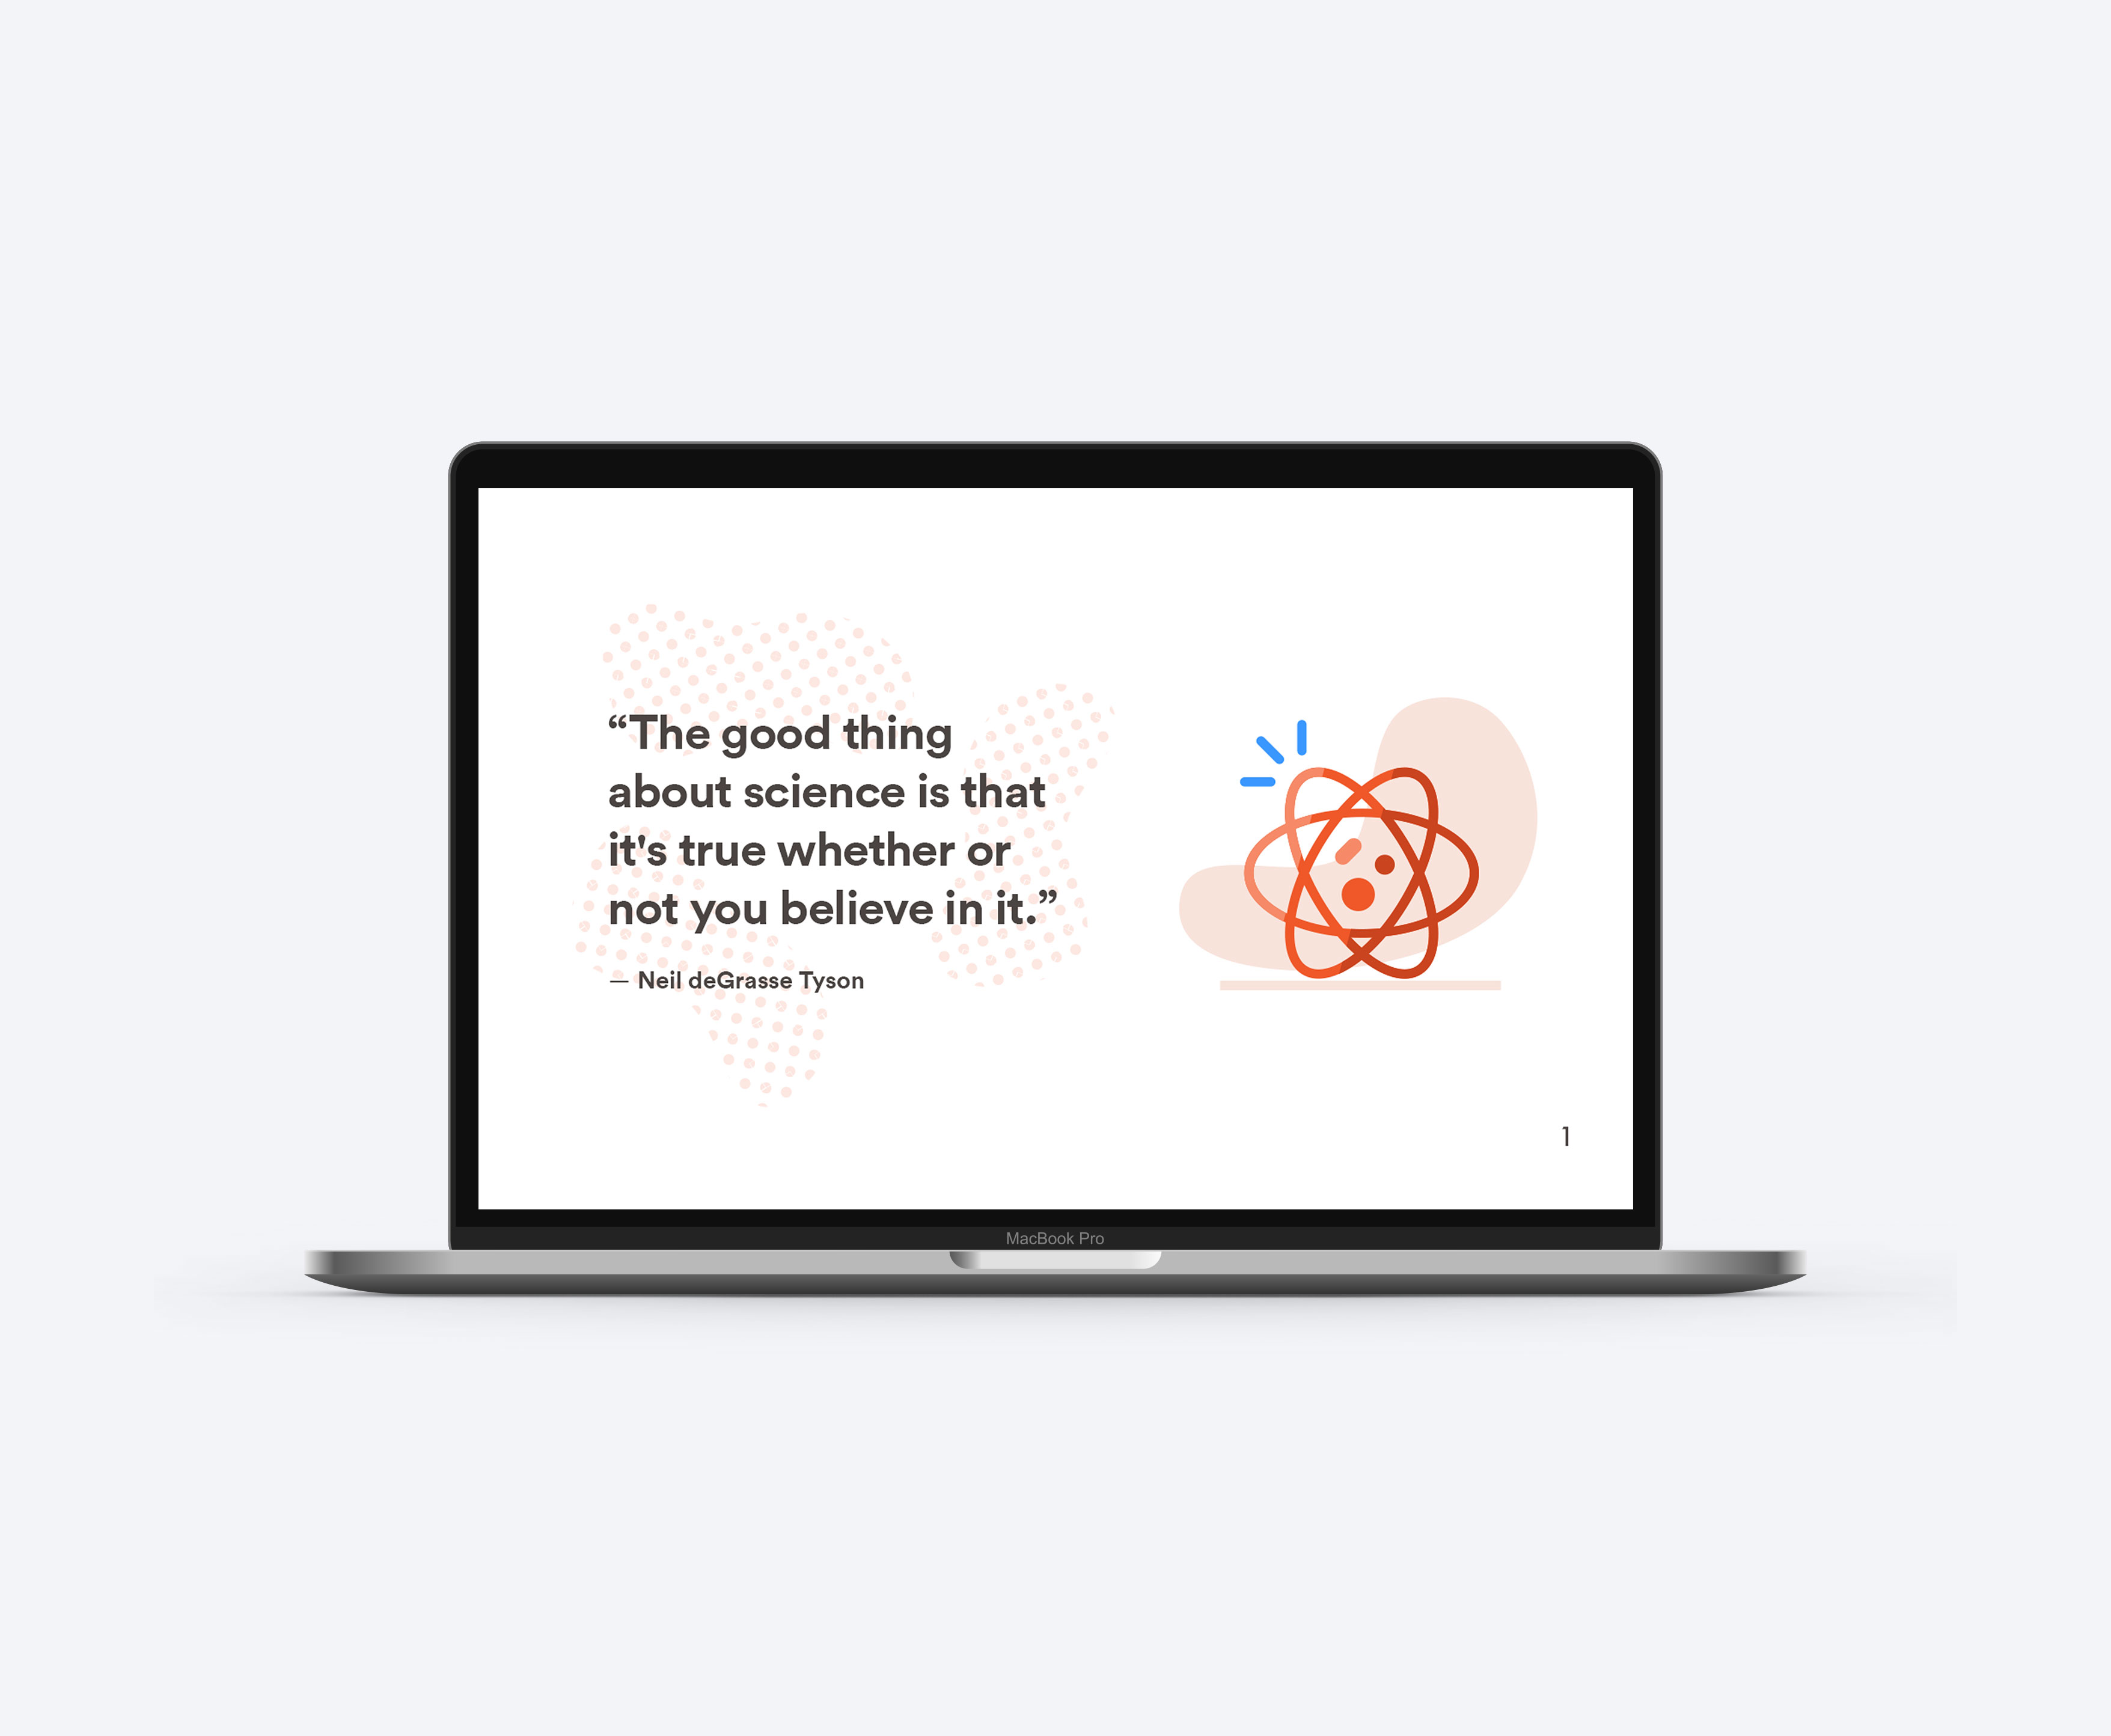 “The good thing
about science is that
it's true whether or
not you believe in it.”
— Neil deGrasse Tyson
1
MacBook Pro